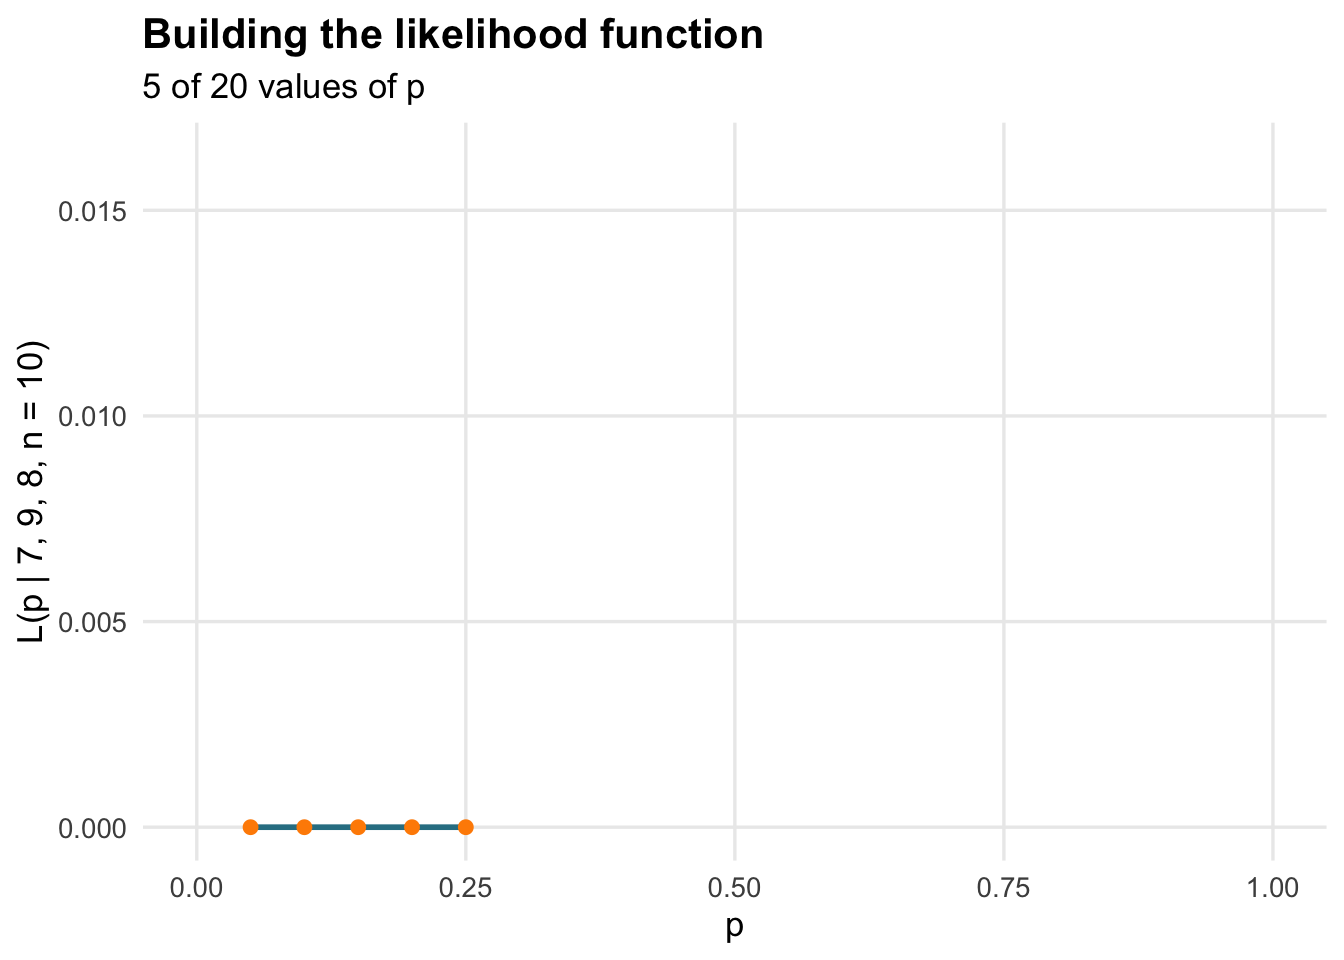 Building the likelihood function
5 of 20 values of p
L(p | 7, 9, 8, n = 10)
0.015
0.010
0.005
0.000
0.00 0.25 0.50 0.75 1.00
p